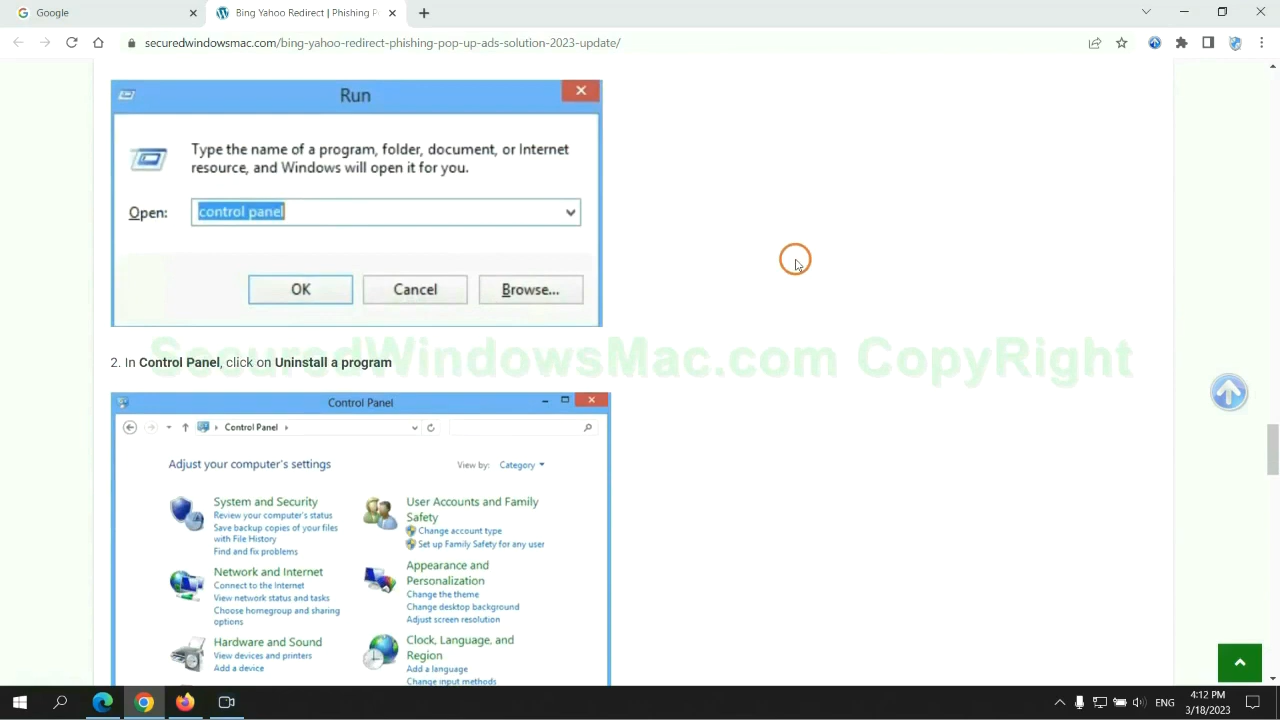 Google
Bing Yahoo Redirect | Phishing P
securedwindowsmac.com/bing-yahoo-redirect-phishing-pop-up-ads-solution-2023-update/
Run
Type the name of a program, folder, document, or Internet
resource, and Windows will open it for you.
Open:
control panel
OK
Cancel
Browse...
SecuredWindowsMac.com CopyRight
2. In Control Panel, click on Uninstall a program
Control Panel
Control Panel
Adjust your computer's settings
View by:
Category
System and Security
Review your computer's status
Save backup copies of your files
with File History
Find and fix problems
Network and Internet
Connect to the Internet
View network status and tasks
Choose homegroup and sharing
options
Hardware and Sound
View devices and printers
Add a device
User Accounts and Family
Safety
Change account type
Set up Family Safety for any user
Appearance and
Personalization
Change the theme
Change desktop background
Adjust screen resolution
Clock, Language, and
Region
Add a language
Change input methods
ENG
4:12 PM
3/18/2023